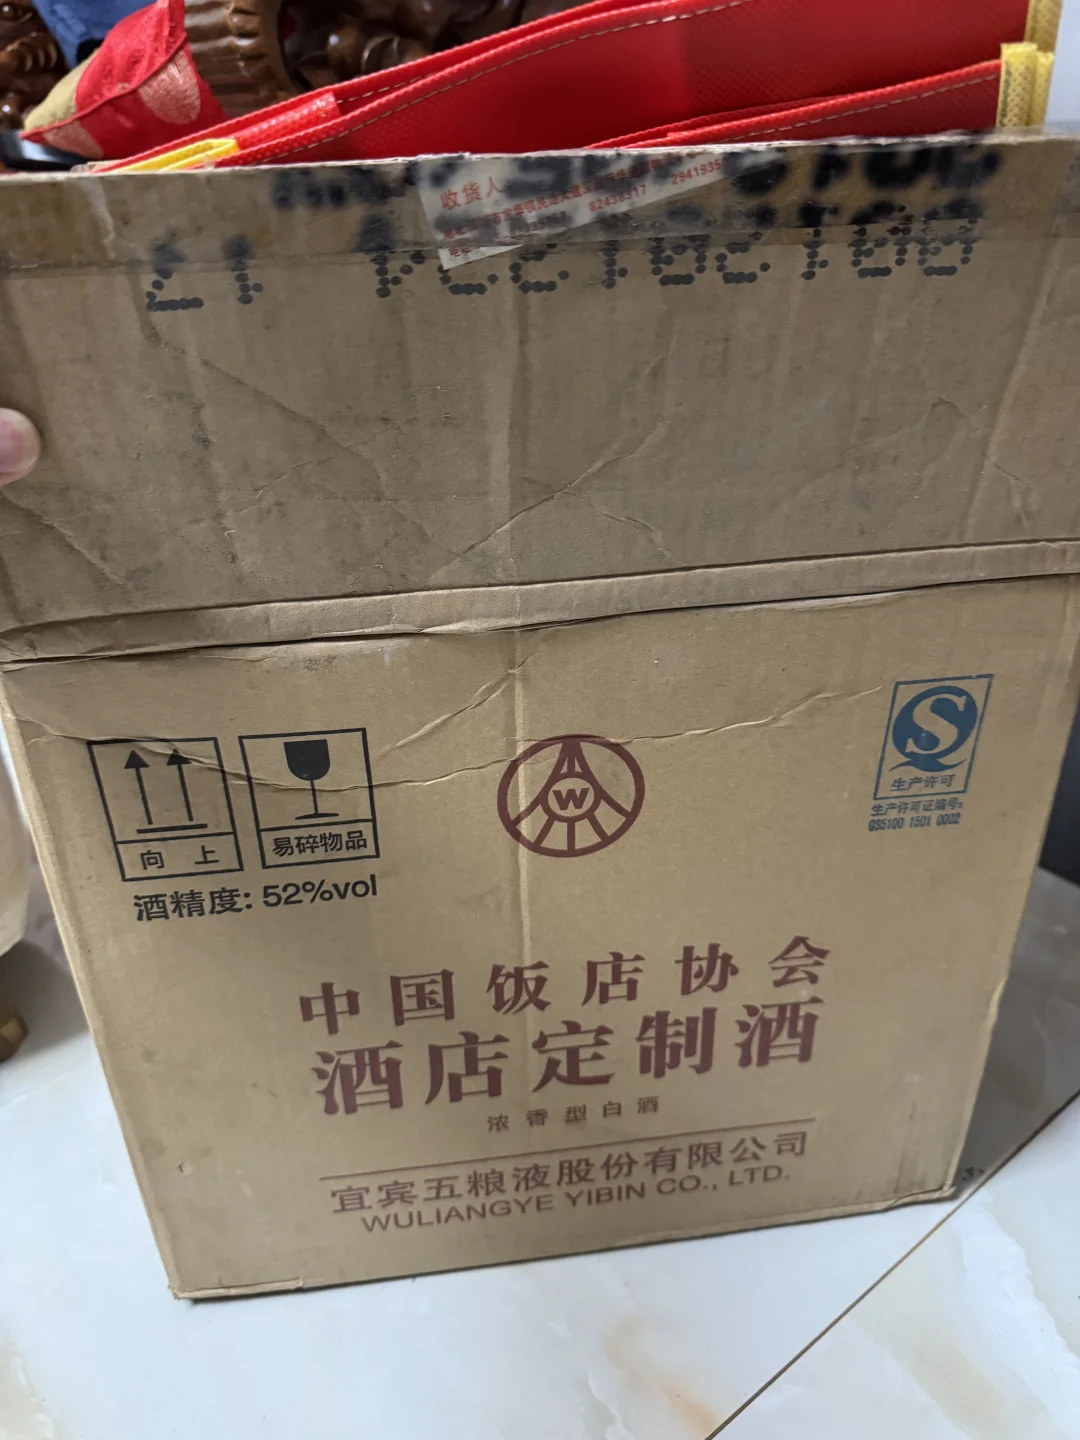 收货人
82438317
向上
易碎物品
酒精度: 52%vol
W
S
生产许可
生产许可证编号:
QS5100 1501 0002
中国饭店协会
酒店定制酒
浓香型白酒
宜宾五粮液股份有限公司
WULIANGYE YIBIN CO., LTD.